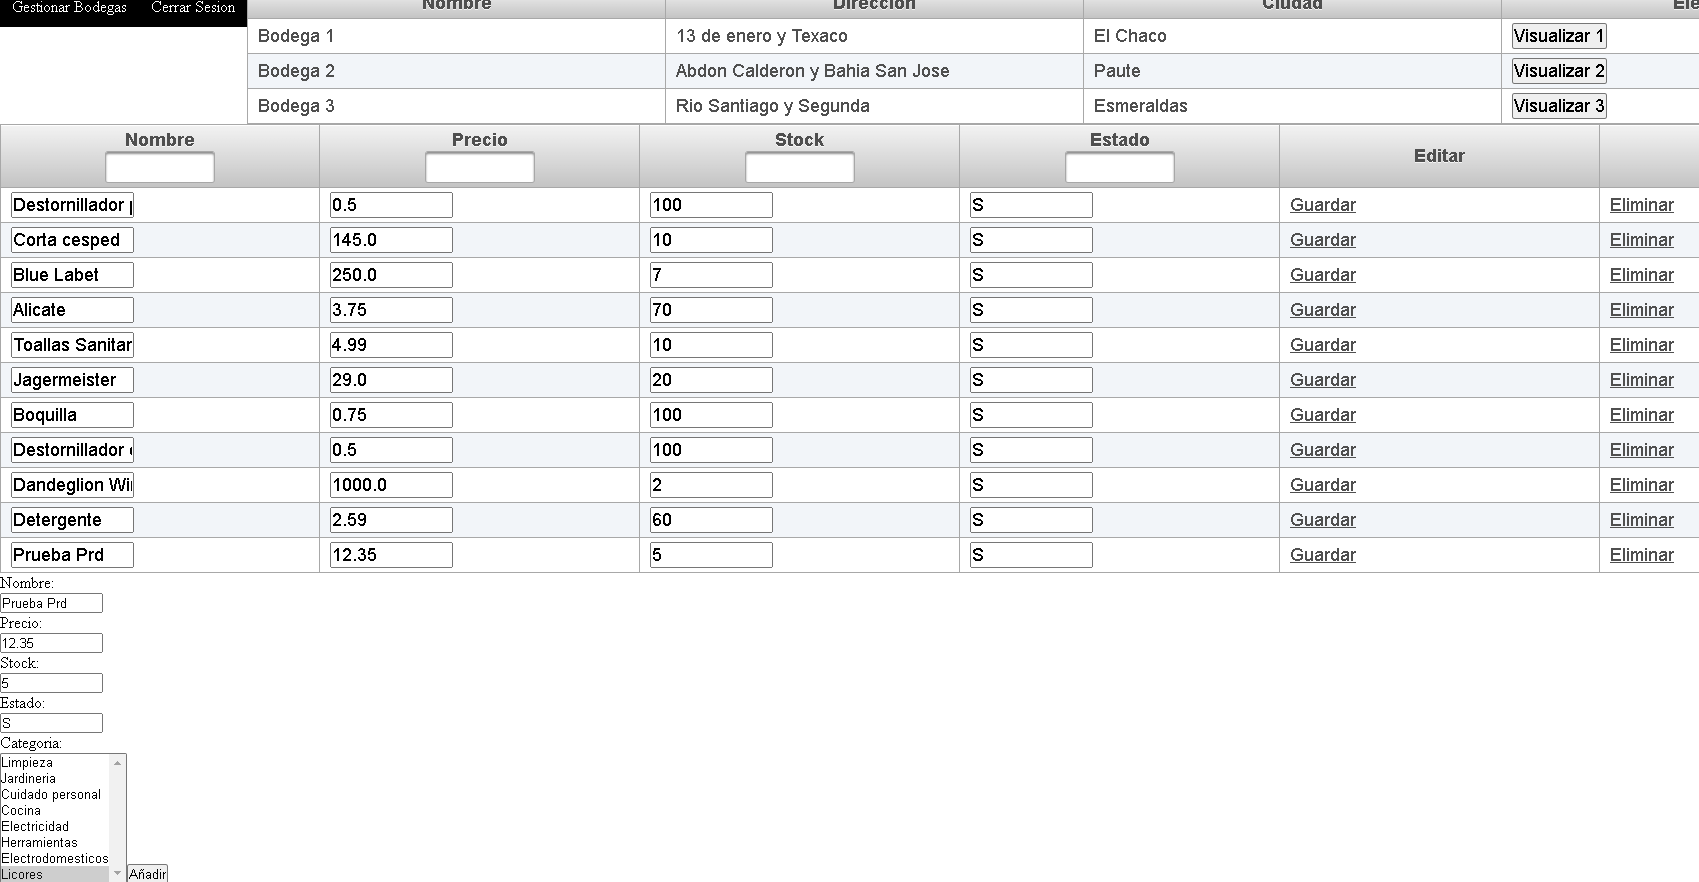 Gestionar Bodegas Cerrar Sesion
Nombre Direccion Ciudad
Bodega 1 13 de enero y Texaco El Chaco Visualizar 1
Bodega 2 Abdon Calderon y Bahia San Jose Paute Visualizar 2
Bodega 3 Rio Santiago y Segunda Esmeraldas Visualizar 3
Nombre Precio Stock Estado Editar
Destornillador 0.5 100 S Guardar Eliminar
Corta cesped 145.0 10 S Guardar Eliminar
Blue Label 250.0 7 S Guardar Eliminar
Alicate 3.75 70 S Guardar Eliminar
Toallas Sanitar 4.99 10 S Guardar Eliminar
Jagermeister 29.0 20 S Guardar Eliminar
Boquilla 0.75 100 S Guardar Eliminar
Destornillador 0.5 100 S Guardar Eliminar
Dandeglion Wi 1000.0 2 S Guardar Eliminar
Detergente 2.59 60 S Guardar Eliminar
Prueba Prd 12.35 5 S Guardar Eliminar
Nombre:
Prueba Prd
Precio:
12.35
Stock:
5
Estado:
S
Categoria:
Limpieza
Jardineria
Cuidado personal
Cocina
Electricidad
Herramientas
Electrodomesticos
Licores Añadir